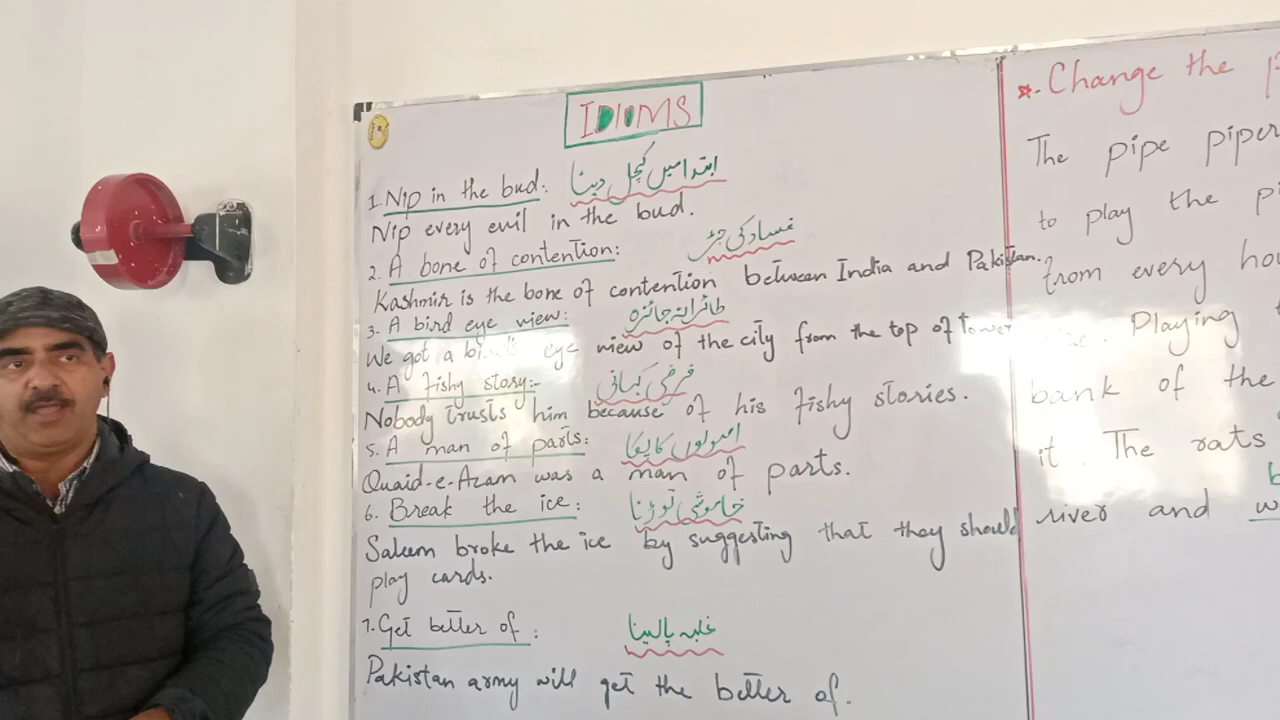 IDIOMS
1. Nip in the bud: ابتدا میں کچل دینا
Nip every evil in the bud.
2. A bone of contention: فساد کی جڑ
Kashmir is the bone of contention between India and Pakistan.
3. A bird eye view: طائرانہ جائزہ
We got a bird's eye view of the city from the top of tower
4. A fishy story:- فرضی کہانی
Nobody trusts him because of his fishy stories.
5. A man of parts: اصولوں کا پکا
Quaid-e-Azam was a man of parts.
6. Break the ice: خاموشی توڑنا
Saleem broke the ice by suggesting that they should
play cards.
7. Get better of: غلبہ پا لینا
Pakistan army will get the better of.
*. Change the
The pipe piper
to play the
from every
Playing
bank of the
it. The rats
river and